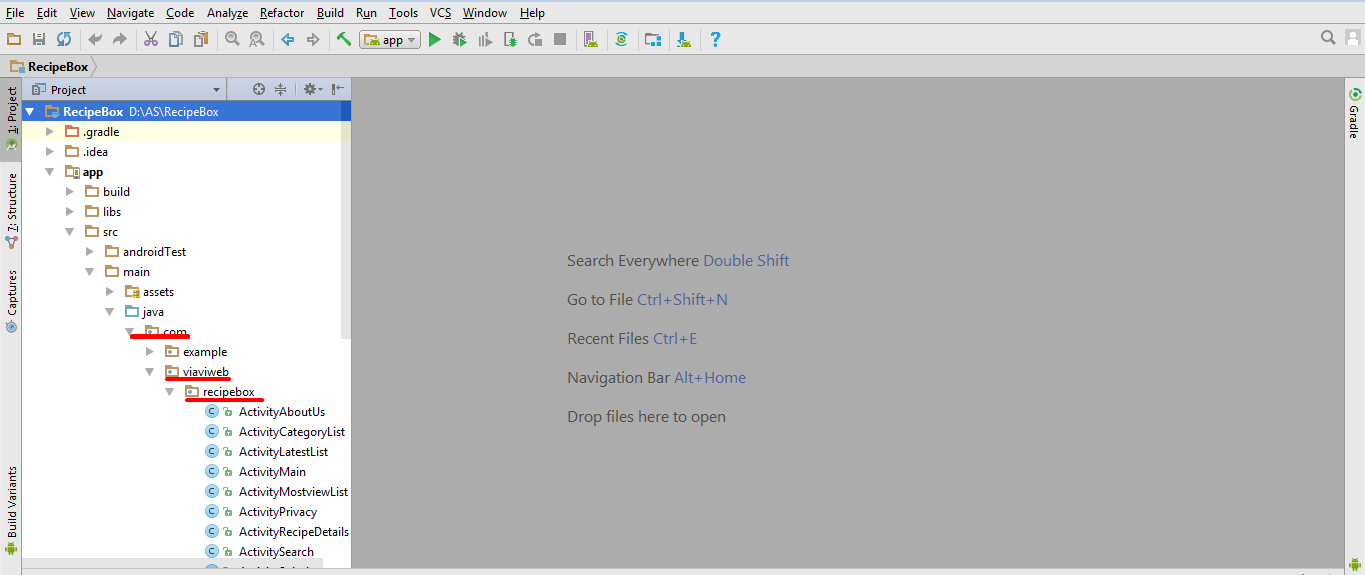 File Edit View Navigate Code Analyze Refactor Build Run Tools VCS Window Help
app
RecipeBox
Project
1: Project
7: Structure
Captures
Build Variants
RecipeBox D:\AS\RecipeBox
.gradle
.idea
app
build
libs
src
androidTest
main
assets
java
com
example
viaviweb
recipebox
ActivityAboutUs
ActivityCategoryList
ActivityLatestList
ActivityMain
ActivityMostviewList
ActivityPrivacy
ActivityRecipeDetails
ActivitySearch
Search Everywhere Double Shift
Go to File Ctrl+Shift+N
Recent Files Ctrl+E
Navigation Bar Alt+Home
Drop files here to open
Gradle